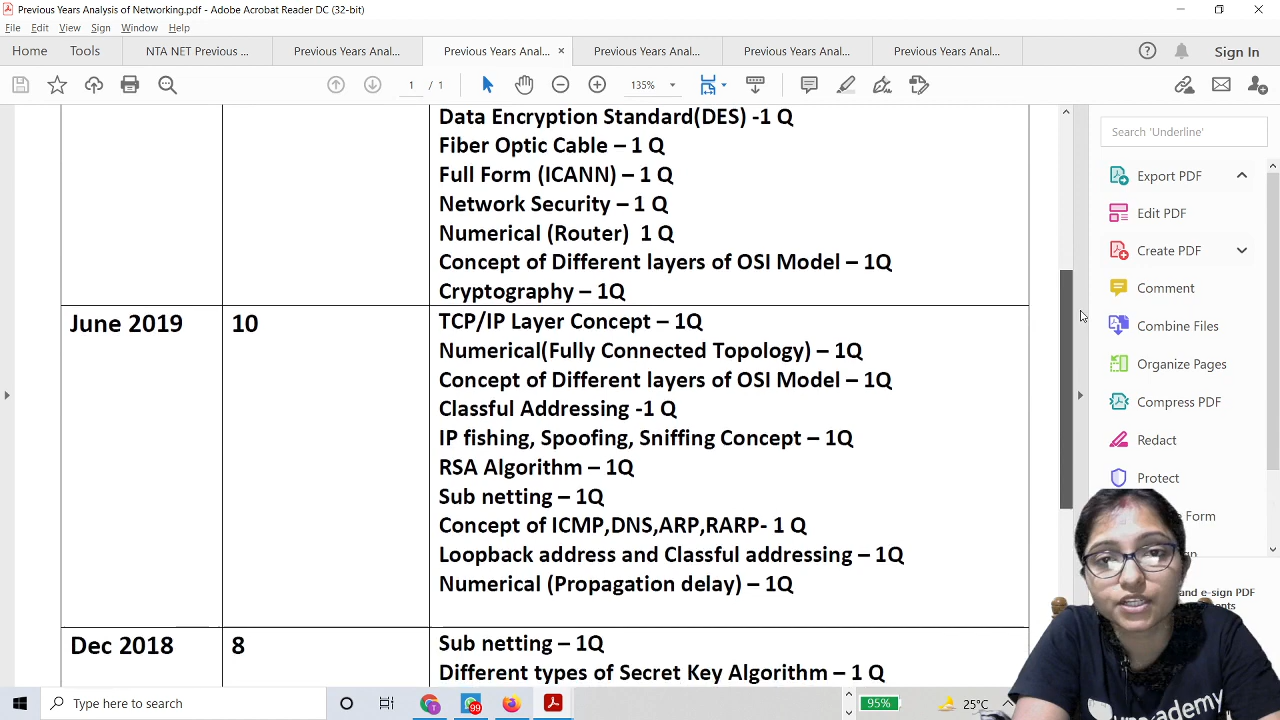 Previous Years Analysis of Networking.pdf - Adobe Acrobat Reader DC (32-bit)
File Edit View Sign Window Help
Home Tools NTA NET Previous ... Previous Years Anal... Previous Years Anal... × Previous Years Anal... Previous Years Anal... Previous Years Anal... Sign In
1 / 1 135%
Data Encryption Standard(DES) -1 Q
Fiber Optic Cable – 1 Q
Full Form (ICANN) – 1 Q
Network Security – 1 Q
Numerical (Router) 1 Q
Concept of Different layers of OSI Model – 1Q
Cryptography – 1Q
June 2019 10 TCP/IP Layer Concept – 1Q
Numerical(Fully Connected Topology) – 1Q
Concept of Different layers of OSI Model – 1Q
Classful Addressing -1 Q
IP fishing, Spoofing, Sniffing Concept – 1Q
RSA Algorithm – 1Q
Sub netting – 1Q
Concept of ICMP,DNS,ARP,RARP- 1 Q
Loopback address and Classful addressing – 1Q
Numerical (Propagation delay) – 1Q
Dec 2018 8 Sub netting – 1Q
Different types of Secret Key Algorithm – 1 Q
Search 'Underline'
Export PDF
Edit PDF
Create PDF
Comment
Combine Files
Organize Pages
Compress PDF
Redact
Protect
Form
and e-sign PDF
Type here to search
99
95% 25°C